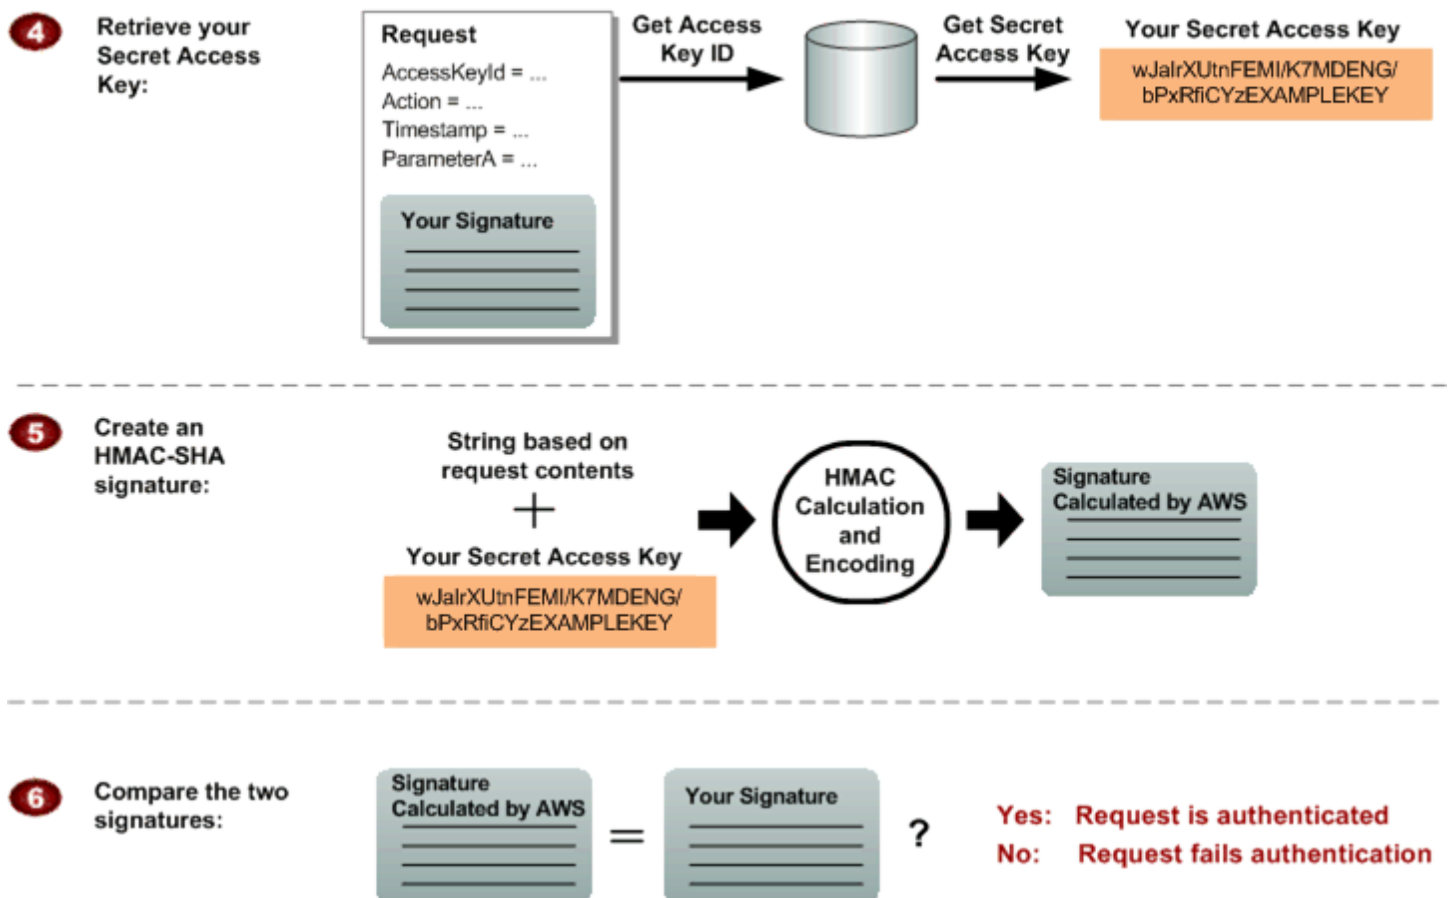 4
Retrieve your
Secret Access
Key:
Request
AccessKeyId = ...
Action = ...
Timestamp = ...
ParameterA = ...
Your Signature
Get Access
Key ID
Get Secret
Access Key
Your Secret Access Key
wJalrXUtnFEMI/K7MDENG/
bPxRfiCYzEXAMPLEKEY
5
Create an
HMAC-SHA
signature:
String based on
request contents
+
Your Secret Access Key
wJalrXUtnFEMI/K7MDENG/
bPxRfiCYzEXAMPLEKEY
HMAC
Calculation
and
Encoding
Signature
Calculated by AWS
6
Compare the two
signatures:
Signature
Calculated by AWS
=
Your Signature
?
Yes: Request is authenticated
No: Request fails authentication